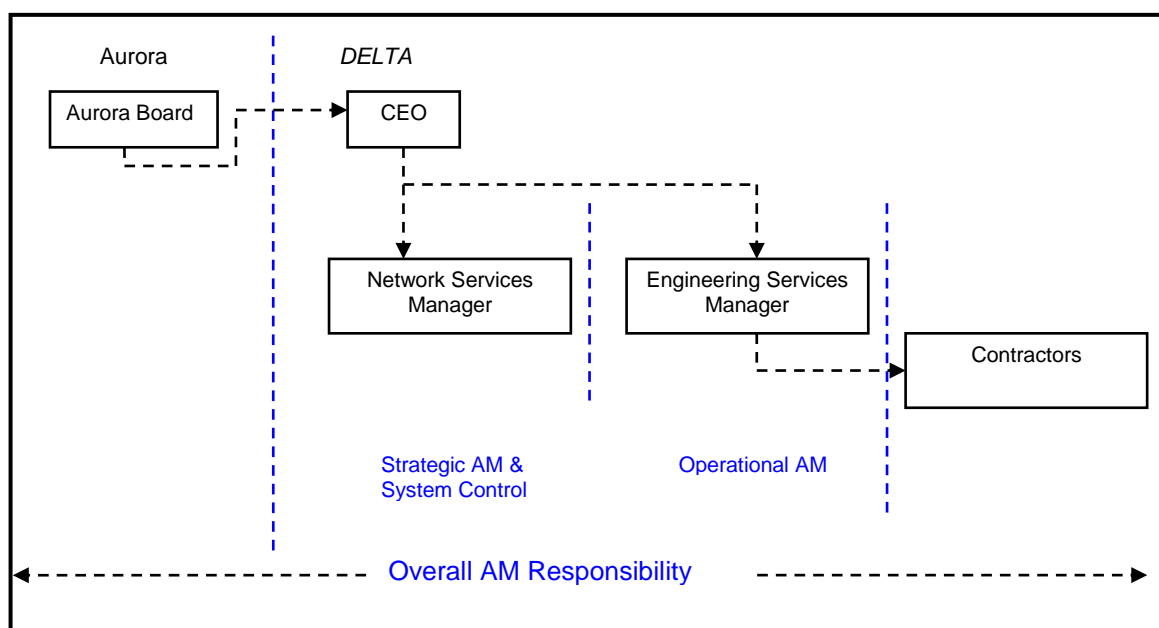 Aurora
DELTA
Aurora Board
CEO
Network Services
Manager
Engineering Services
Manager
Contractors
Strategic AM &
System Control
Operational AM
Overall AM Responsibility